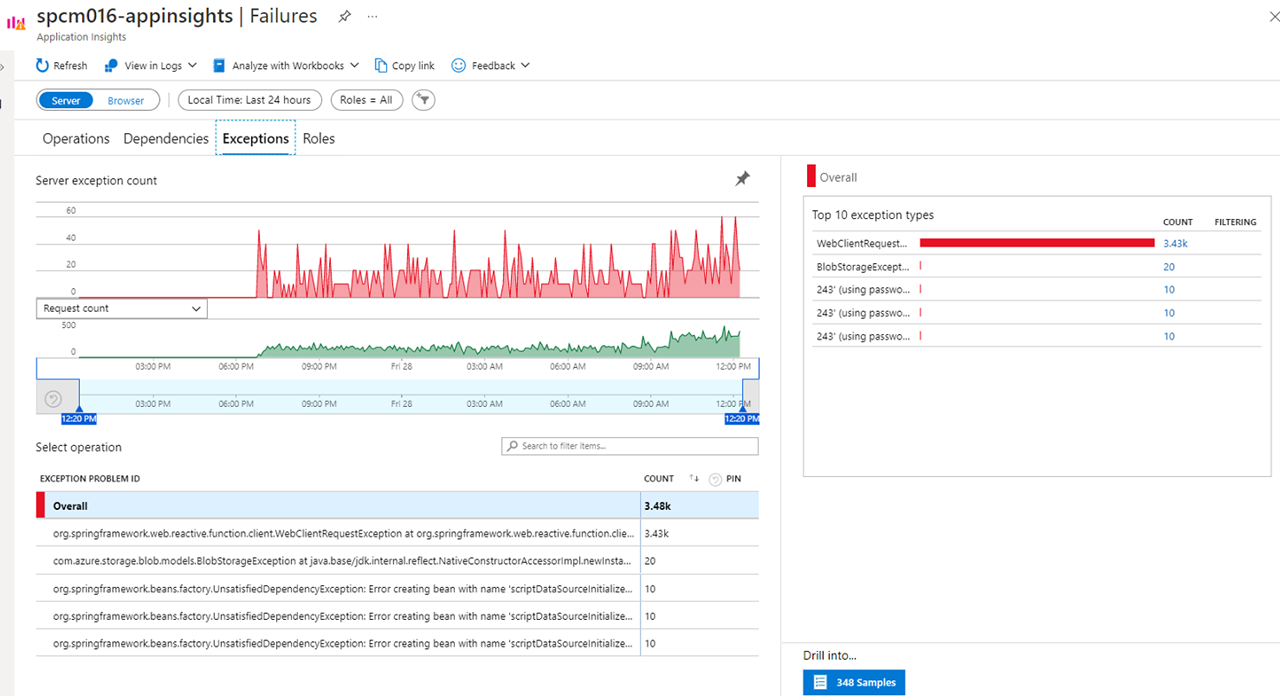 spcm016-appinsights | Failures
Application Insights
Refresh View in Logs Analyze with Workbooks Copy link Feedback
Server Browser Local Time: Last 24 hours Roles = All
Operations Dependencies Exceptions Roles
Server exception count
60
40
20
0
Request count
500
0
03:00 PM 06:00 PM 09:00 PM Fri 28 03:00 AM 06:00 AM 09:00 AM 12:00 PM
03:00 PM 06:00 PM 09:00 PM Fri 28 03:00 AM 06:00 AM 09:00 AM 12:00 PM
12:20 PM 12:20 PM
Select operation Search to filter items...
EXCEPTION PROBLEM ID COUNT PIN
Overall 3.48k
org.springframework.web.reactive.function.client.WebClientRequestException at org.springframework.web.reactive.function.clie... 3.43k
com.azure.storage.blob.models.BlobStorageException at java.base/jdk.internal.reflect.NativeConstructorAccessorImpl.newInsta... 20
org.springframework.beans.factory.UnsatisfiedDependencyException: Error creating bean with name 'scriptDataSourceInitialize... 10
org.springframework.beans.factory.UnsatisfiedDependencyException: Error creating bean with name 'scriptDataSourceInitialize... 10
org.springframework.beans.factory.UnsatisfiedDependencyException: Error creating bean with name 'scriptDataSourceInitialize... 10
Overall
Top 10 exception types
COUNT FILTERING
WebClientRequest... 3.43k
BlobStorageExcept... 20
243' (using passwo... 10
243' (using passwo... 10
243' (using passwo... 10
Drill into...
348 Samples